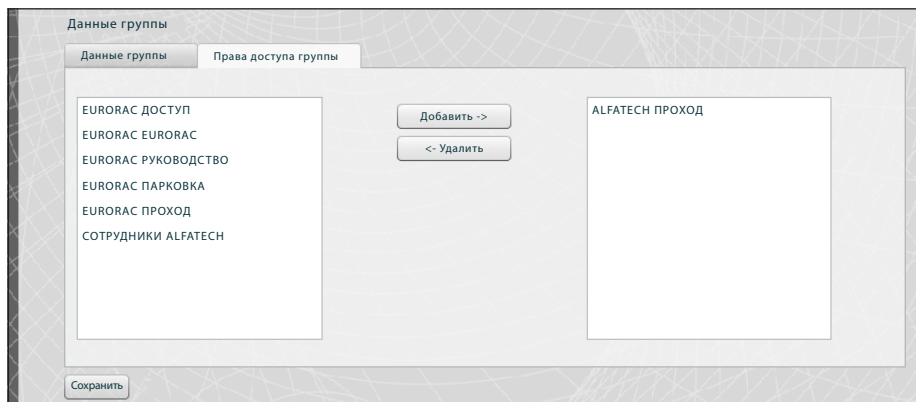 Данные группы
Данные группы
Права доступа группы
EURORAC ДОСТУП
EURORAC EURORAC
EURORAC РУКОВОДСТВО
EURORAC ПАРКОВКА
EURORAC ПРОХОД
СОТРУДНИКИ ALFATECH
Добавить ->
<- Удалить
ALFATECH ПРОХОД
Сохранить